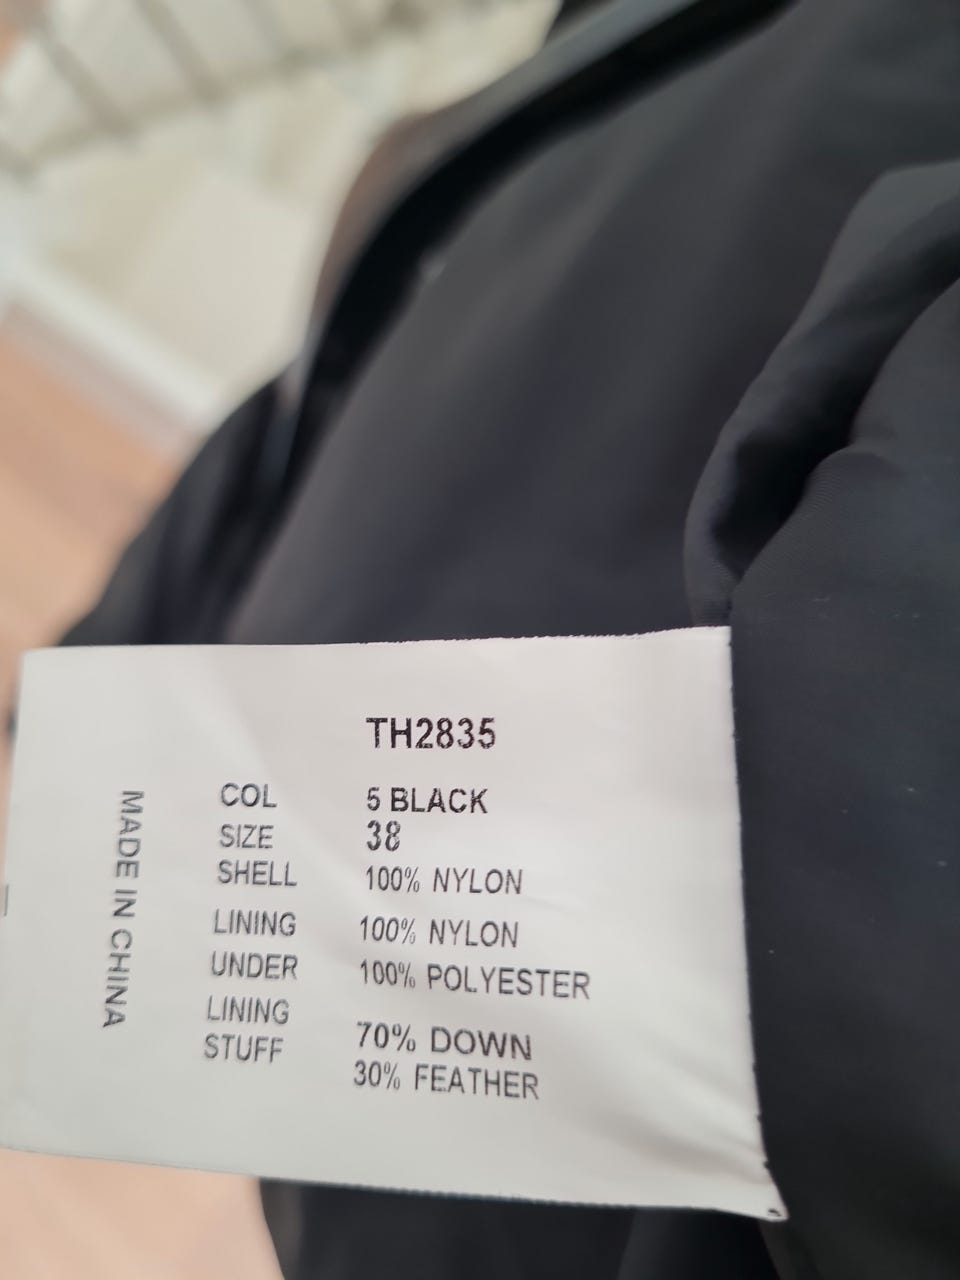 TH2835
COL 5 BLACK
SIZE 38
SHELL 100% NYLON
LINING 100% NYLON
UNDER 100% POLYESTER
LINING
STUFF 70% DOWN
30% FEATHER
MADE IN CHINA